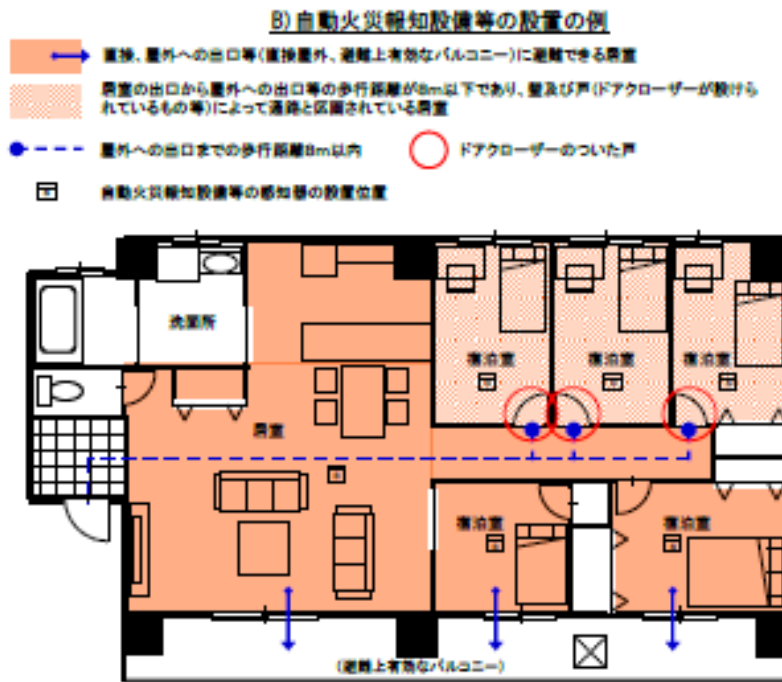 B)自動火災報知設備等の設置の例
直接、屋外への出口等(直接屋外、避難上有効なバルコニー)に避難できる居室
居室の出口から屋外への出口等の歩行距離が8m以下であり、壁及び戸(ドアクローザーが設けら
れているもの等)によって通路と区画されている居室
屋外への出口までの歩行距離8m以内
ドアクローザーのついた戸
自動火災報知設備等の感知器の設置位置
洗面所
宿泊室
宿泊室
宿泊室
居室
宿泊室
宿泊室
(避難上有効なバルコニー)